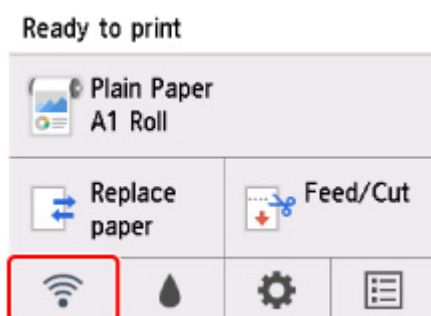 Ready to print
Plain Paper
A1 Roll
Replace
paper
Feed/Cut